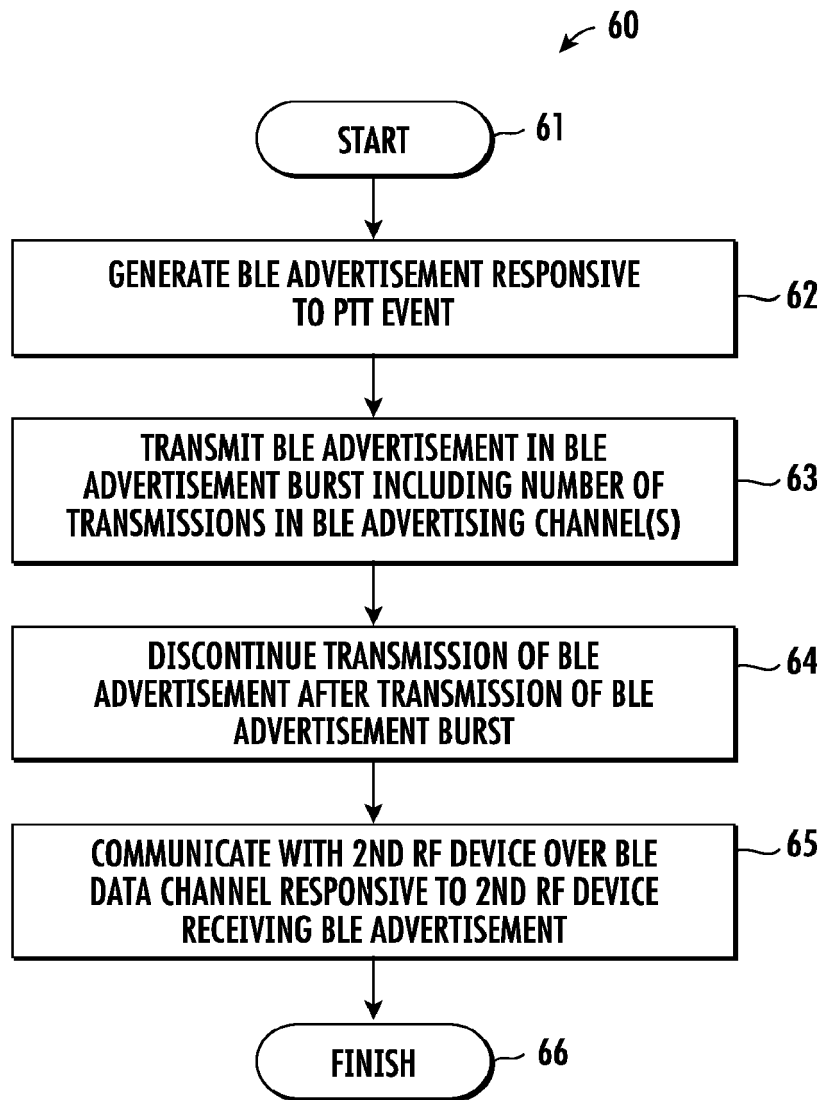 60
START
61
GENERATE BLE ADVERTISEMENT RESPONSIVE
TO PTT EVENT
62
TRANSMIT BLE ADVERTISEMENT IN BLE
ADVERTISEMENT BURST INCLUDING NUMBER OF
TRANSMISSIONS IN BLE ADVERTISING CHANNEL(S)
63
DISCONTINUE TRANSMISSION OF BLE
ADVERTISEMENT AFTER TRANSMISSION OF BLE
ADVERTISEMENT BURST
64
COMMUNICATE WITH 2ND RF DEVICE OVER BLE
DATA CHANNEL RESPONSIVE TO 2ND RF DEVICE
RECEIVING BLE ADVERTISEMENT
65
FINISH
66